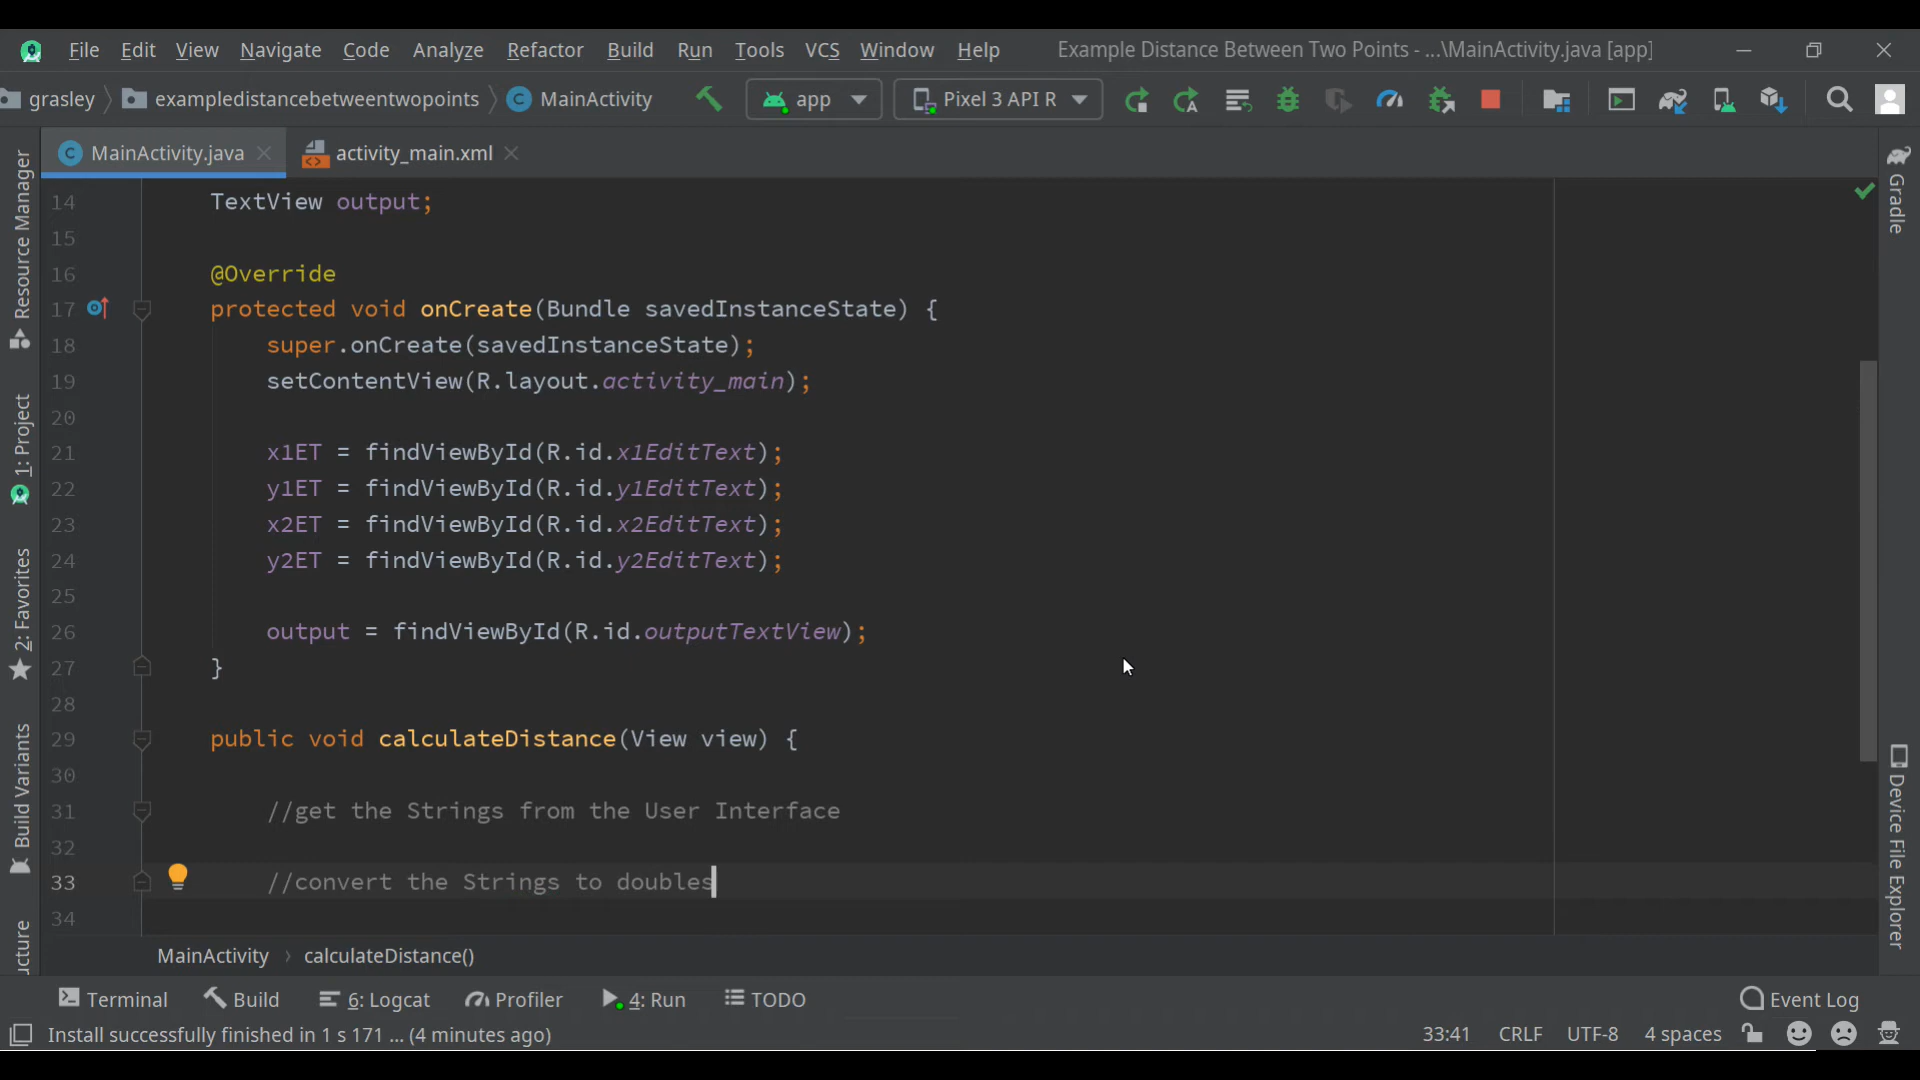 File Edit View Navigate Code Analyze Refactor Build Run Tools VCS Window Help Example Distance Between Two Points - ...\MainActivity.java [app]
grasley exampledistancebetweentwopoints MainActivity app Pixel 3 API R
MainActivity.java activity_main.xml
14 TextView output;
15
16 @Override
17 protected void onCreate(Bundle savedInstanceState) {
18 super.onCreate(savedInstanceState);
19 setContentView(R.layout.activity_main);
20
21 x1ET = findViewById(R.id.x1EditText);
22 y1ET = findViewById(R.id.y1EditText);
23 x2ET = findViewById(R.id.x2EditText);
24 y2ET = findViewById(R.id.y2EditText);
25
26 output = findViewById(R.id.outputTextView);
27 }
28
29 public void calculateDistance(View view) {
30
31 //get the Strings from the User Interface
32
33 //convert the Strings to doubles
34
Resource Manager
1: Project
2: Favorites
Build Variants
ucture
Gradle
Device File Explorer
MainActivity › calculateDistance()
Terminal Build 6: Logcat Profiler 4: Run TODO Event Log
Install successfully finished in 1 s 171 ... (4 minutes ago) 33:41 CRLF UTF-8 4 spaces